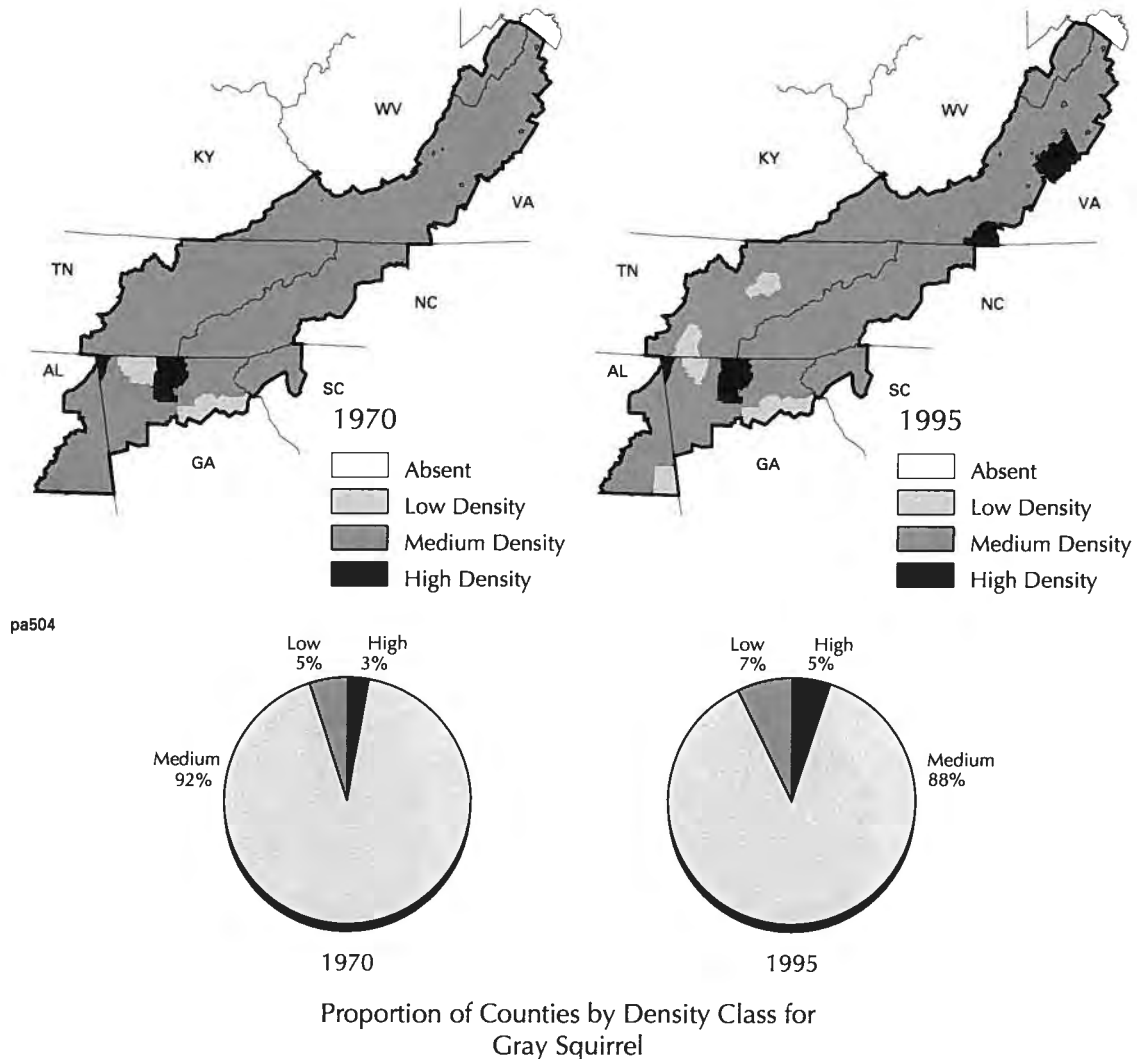 WV
KY
VA
TN
NC
AL
SC
GA
1970
Absent
Low Density
Medium Density
High Density
WV
KY
VA
TN
NC
AL
SC
GA
1995
Absent
Low Density
Medium Density
High Density
pa504
Low
5%
High
3%
Medium
92%
1970
Low
7%
High
5%
Medium
88%
1995
Proportion of Counties by Density Class for
Gray Squirrel